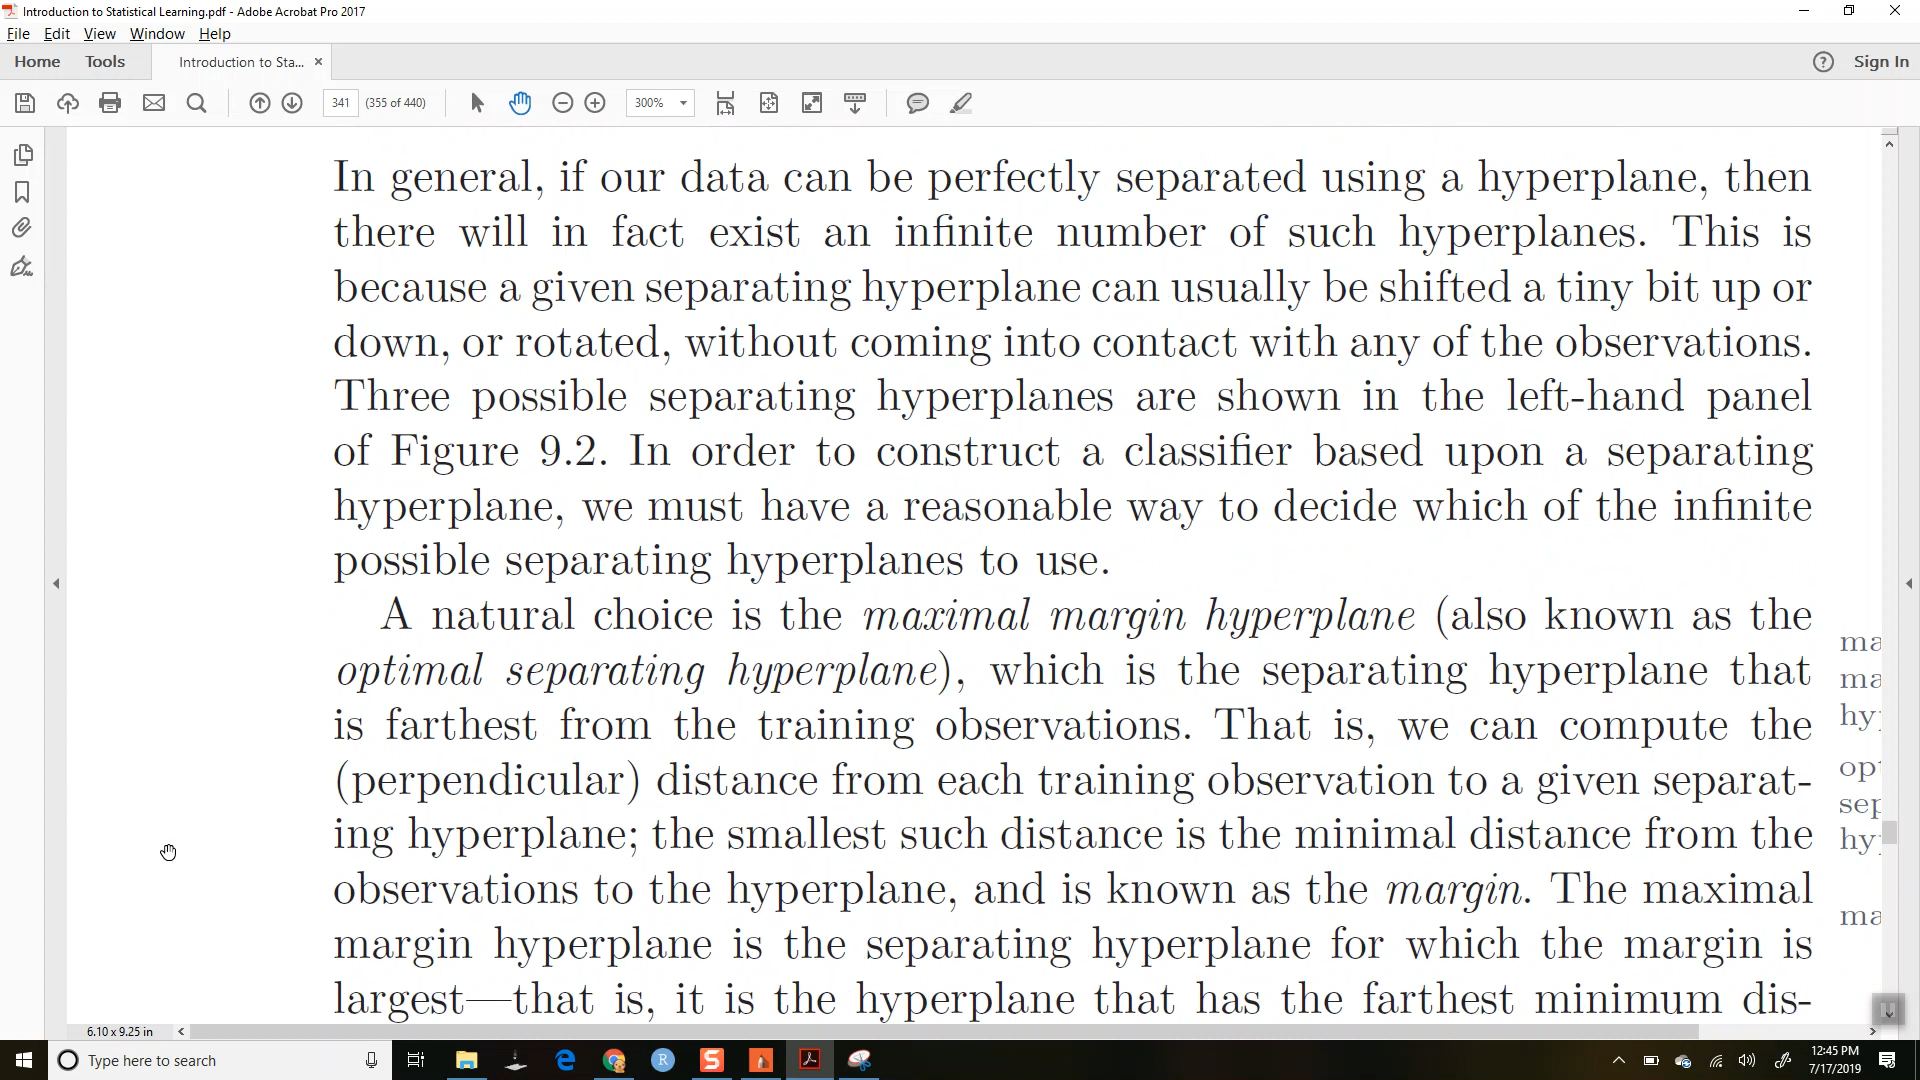 Introduction to Statistical Learning.pdf - Adobe Acrobat Pro 2017
File Edit View Window Help
Home Tools Introduction to Sta... × ? Sign In
341 (355 of 440) 300%
In general, if our data can be perfectly separated using a hyperplane, then
there will in fact exist an infinite number of such hyperplanes. This is
because a given separating hyperplane can usually be shifted a tiny bit up or
down, or rotated, without coming into contact with any of the observations.
Three possible separating hyperplanes are shown in the left-hand panel
of Figure 9.2. In order to construct a classifier based upon a separating
hyperplane, we must have a reasonable way to decide which of the infinite
possible separating hyperplanes to use.
A natural choice is the maximal margin hyperplane (also known as the
optimal separating hyperplane), which is the separating hyperplane that
is farthest from the training observations. That is, we can compute the
(perpendicular) distance from each training observation to a given separat-
ing hyperplane; the smallest such distance is the minimal distance from the
observations to the hyperplane, and is known as the margin. The maximal
margin hyperplane is the separating hyperplane for which the margin is
largest—that is, it is the hyperplane that has the farthest minimum dis-
ma
ma
hy
op
sep
hy
ma
6.10 x 9.25 in
Type here to search
R
S
12:45 PM
7/17/2019